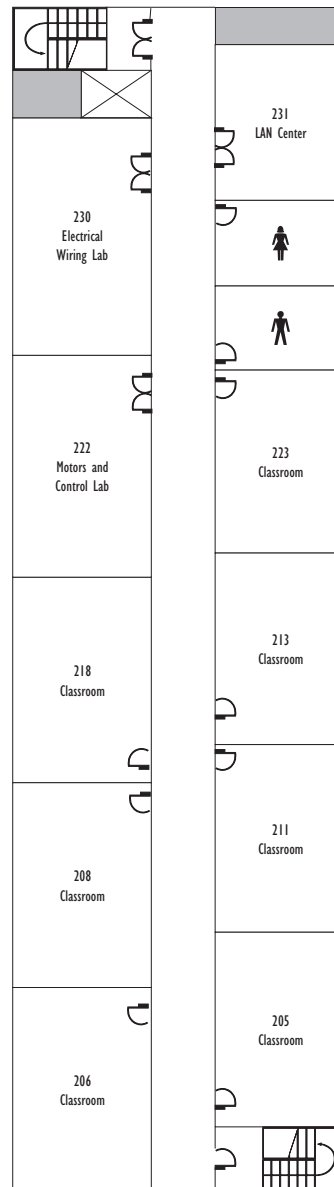 231
LAN Center
230
Electrical
Wiring Lab
222
Motors and
Control Lab
223
Classroom
218
Classroom
213
Classroom
208
Classroom
211
Classroom
206
Classroom
205
Classroom